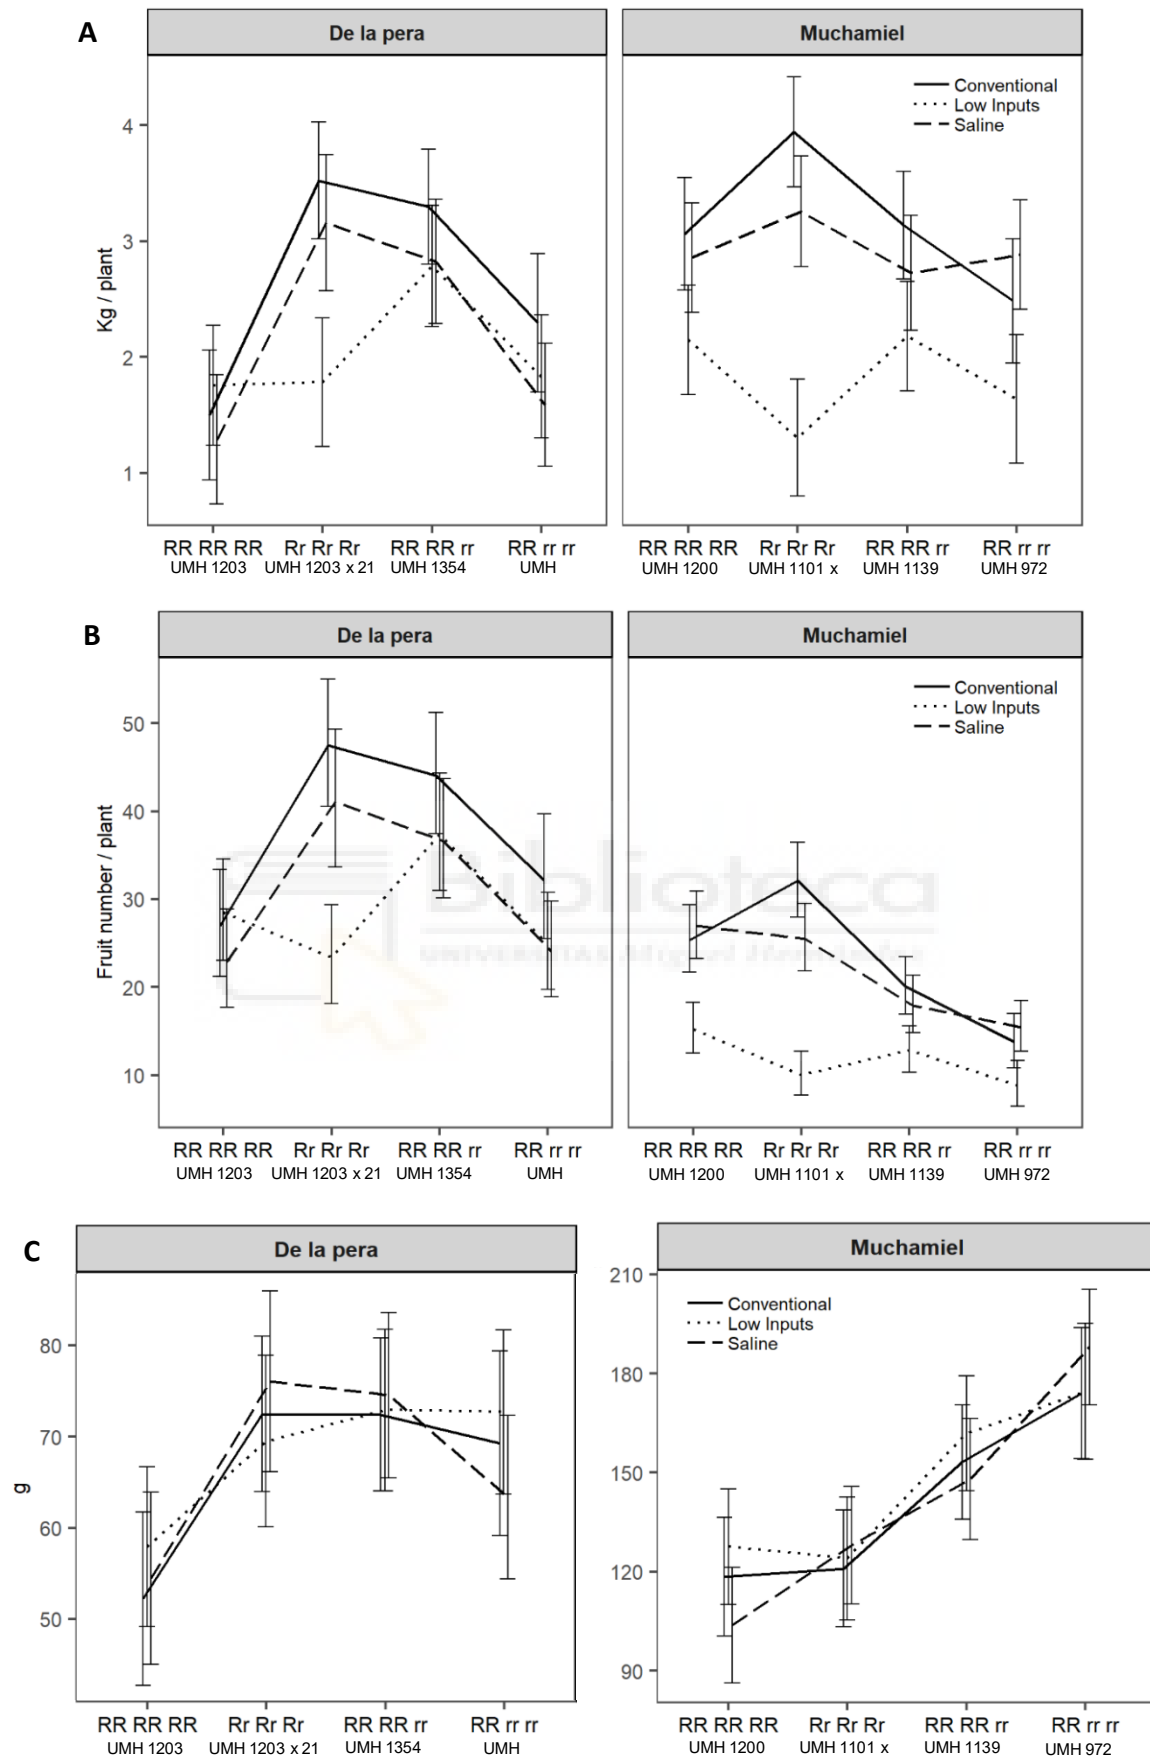 A
De la pera
Muchamiel
Conventional
Low Inputs
Saline
Kg / plant
4
3
2
1
RR RR RR
Rr Rr Rr
RR RR rr
RR rr rr
UMH 1203
UMH 1203 x 21
UMH 1354
UMH
RR RR RR
Rr Rr Rr
RR RR rr
RR rr rr
UMH 1200
UMH 1101 x
UMH 1139
UMH 972
B
De la pera
Muchamiel
Conventional
Low Inputs
Saline
Fruit number / plant
50
40
30
20
10
Biblioteca
UNIVERSITAS Miguel Hernández
RR RR RR
Rr Rr Rr
RR RR rr
RR rr rr
UMH 1203
UMH 1203 x 21
UMH 1354
UMH
RR RR RR
Rr Rr Rr
RR RR rr
RR rr rr
UMH 1200
UMH 1101 x
UMH 1139
UMH 972
C
De la pera
g
80
70
60
50
RR RR RR
Rr Rr Rr
RR RR rr
RR rr rr
UMH 1203
UMH 1203 x 21
UMH 1354
UMH
Muchamiel
Conventional
Low Inputs
Saline
210
180
150
120
90
RR RR RR
Rr Rr Rr
RR RR rr
RR rr rr
UMH 1200
UMH 1101 x
UMH 1139
UMH 972